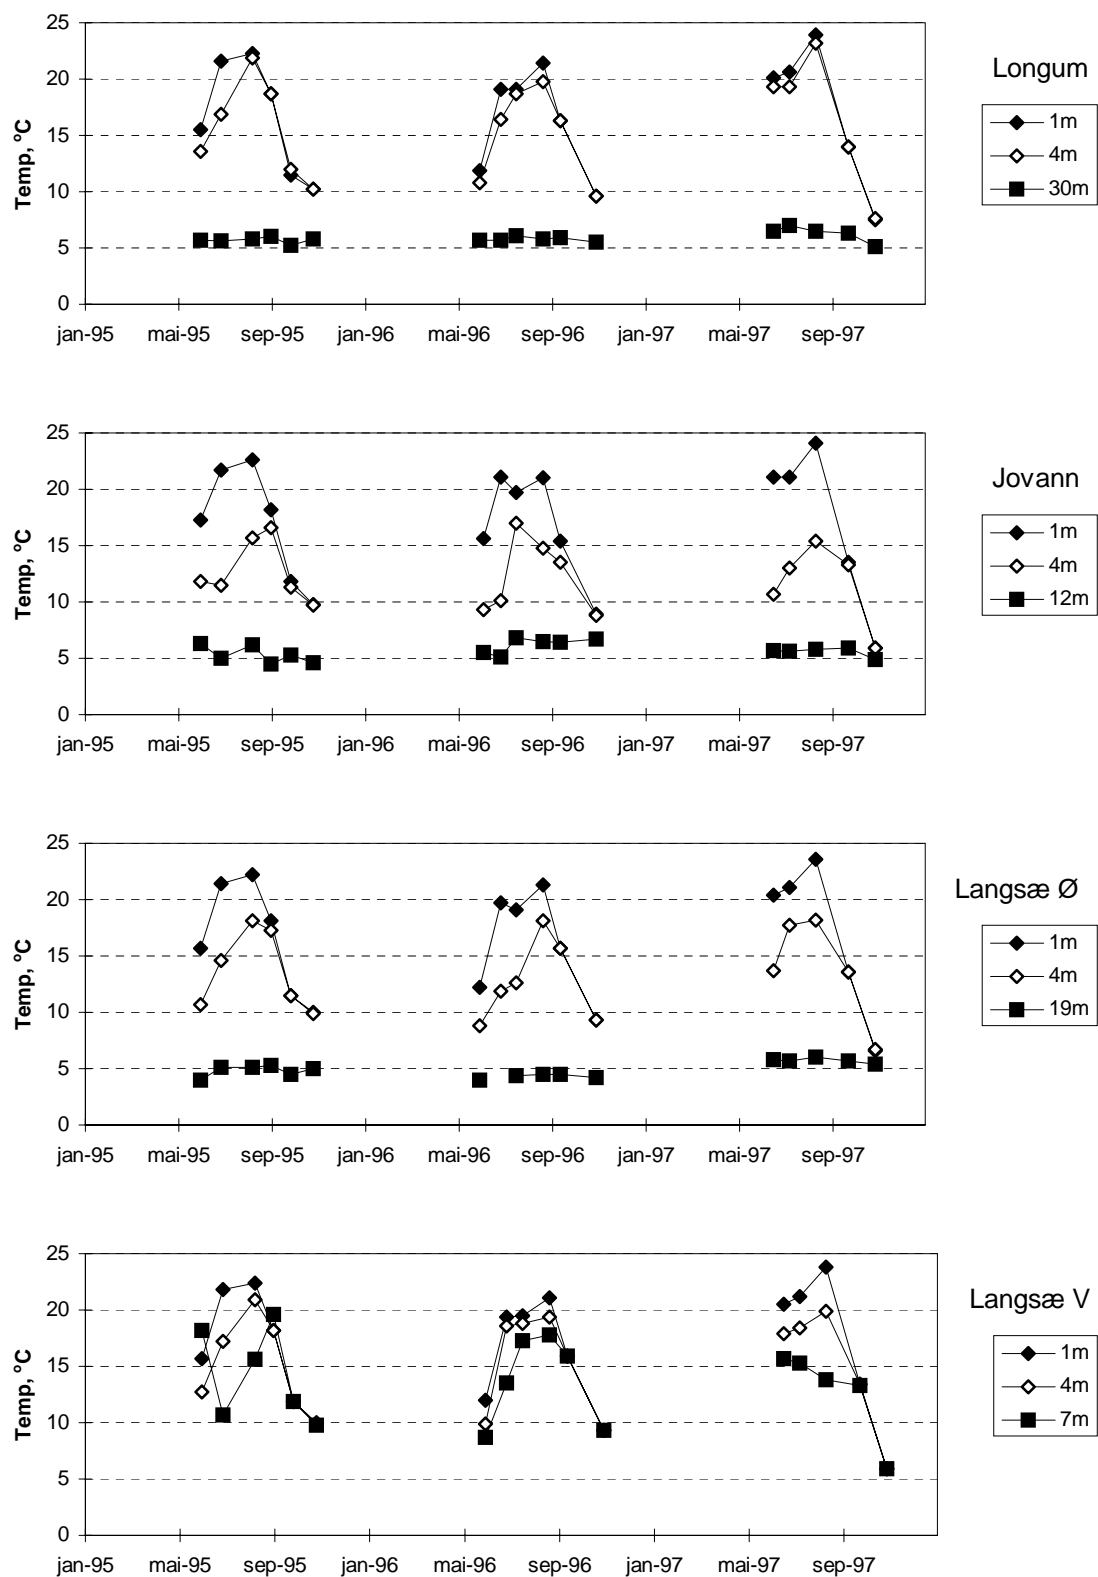 25
20
15
10
5
0
Temp, °C
jan-95 mai-95 sep-95 jan-96 mai-96 sep-96 jan-97 mai-97 sep-97
Longum
1m
4m
30m
25
20
15
10
5
0
Temp, °C
jan-95 mai-95 sep-95 jan-96 mai-96 sep-96 jan-97 mai-97 sep-97
Jovann
1m
4m
12m
25
20
15
10
5
0
Temp, °C
jan-95 mai-95 sep-95 jan-96 mai-96 sep-96 jan-97 mai-97 sep-97
Langsæ Ø
1m
4m
19m
25
20
15
10
5
0
Temp, °C
jan-95 mai-95 sep-95 jan-96 mai-96 sep-96 jan-97 mai-97 sep-97
Langsæ V
1m
4m
7m